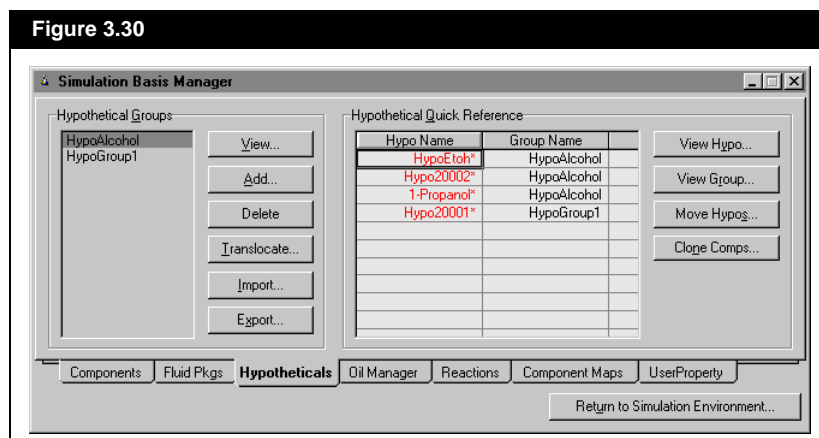 Figure 3.30
Simulation Basis Manager
Hypothetical Groups
HypoAlcohol
HypoGroup1
View...
Add...
Delete
Translocate...
Import...
Export...
Hypothetical Quick Reference
Hypo Name Group Name
HypoEtoh* HypoAlcohol
Hypo20002* HypoAlcohol
1-Propanol* HypoAlcohol
Hypo20001* HypoGroup1
View Hypo...
View Group...
Move Hypos...
Clone Comps...
Components Fluid Pkgs Hypotheticals Oil Manager Reactions Component Maps UserProperty
Return to Simulation Environment...